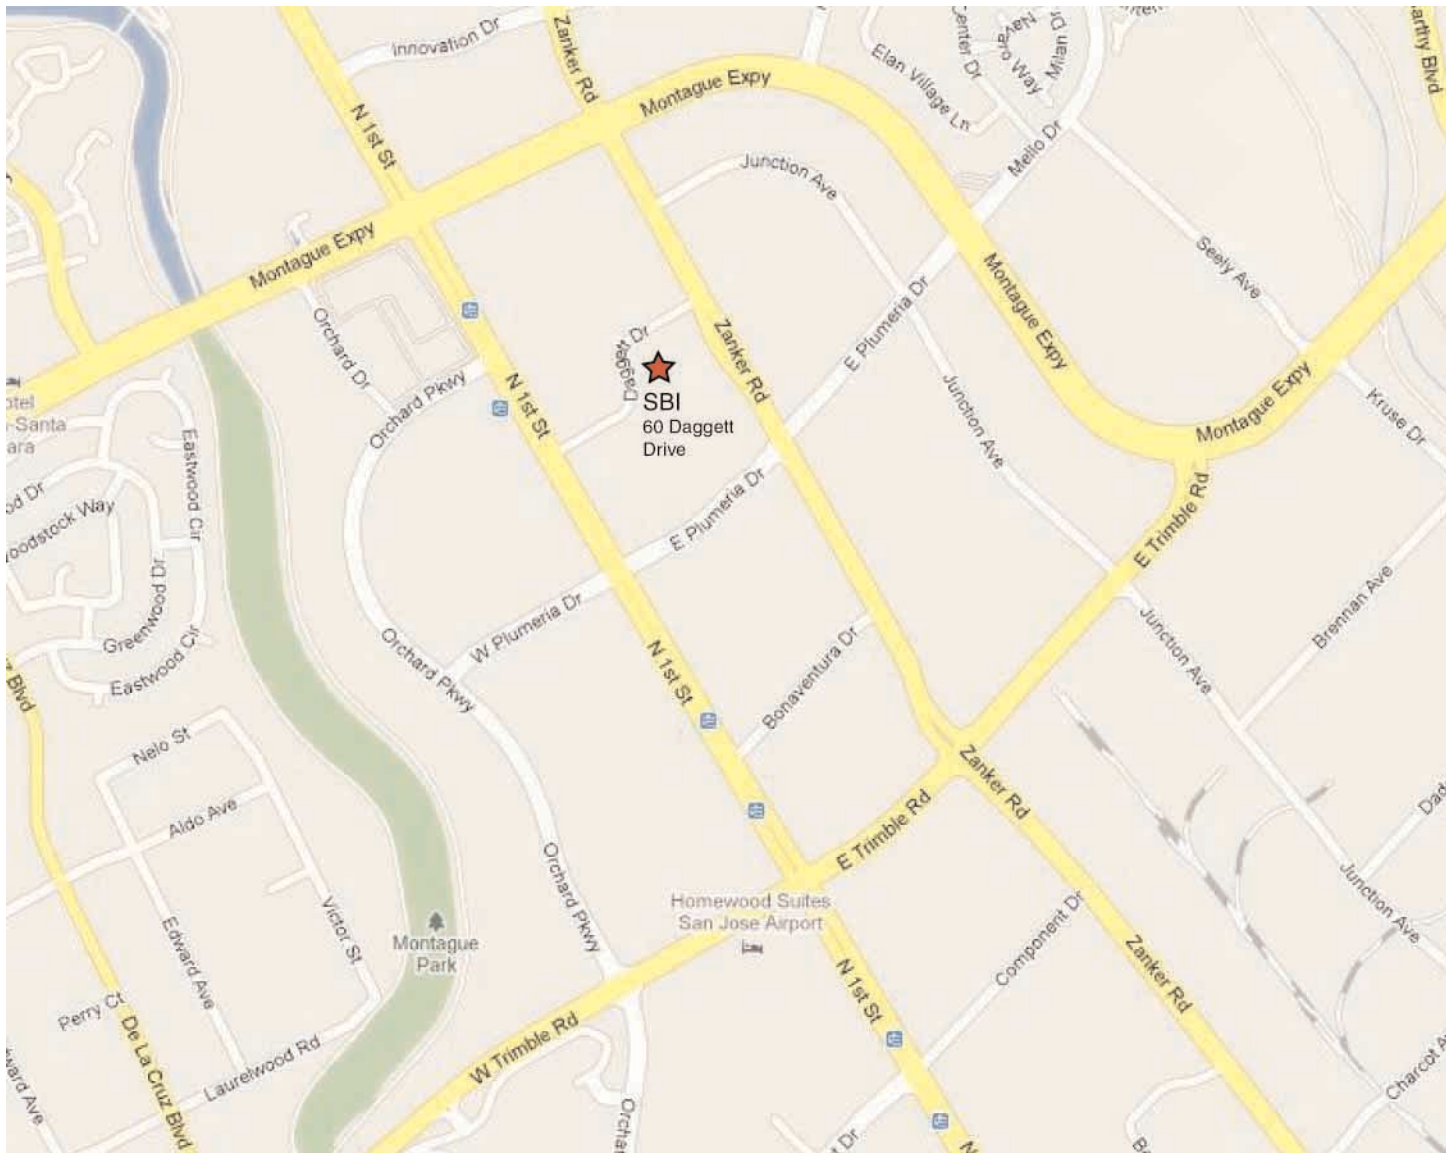 Innovation Dr
Zanker Rd
Montague Expy
Center Dr
Milan Dr
Elan Village Ln
Mello Dr
N 1st St
Junction Ave
Seely Ave
Montague Expy
Orchard Dr
Daggett Dr
Zanker Rd
E Plumeria Dr
Montague Expy
Junction Ave
Kruse Dr
Montague Expy
Orchard Pkwy
N 1st St
SBI
60 Daggett
Drive
Santa
Eastwood Cir
E Plumeria Dr
E Trimble Rd
Greenwood Dr
Eastwood Cir
W Plumeria Dr
Orchard Pkwy
N 1st St
Bonaventura Dr
Junction Ave
Brennan Ave
Blvd
Nelo St
Aldo Ave
Zanker Rd
E Trimble Rd
Orchard Pkwy
Homewood Suites
San Jose Airport
Victor St
Edward Ave
Montague
Park
Component Dr
Junction Ave
Zanker Rd
N 1st St
Perry Ct
De La Cruz Blvd
Laurelwood Rd
W Trimble Rd